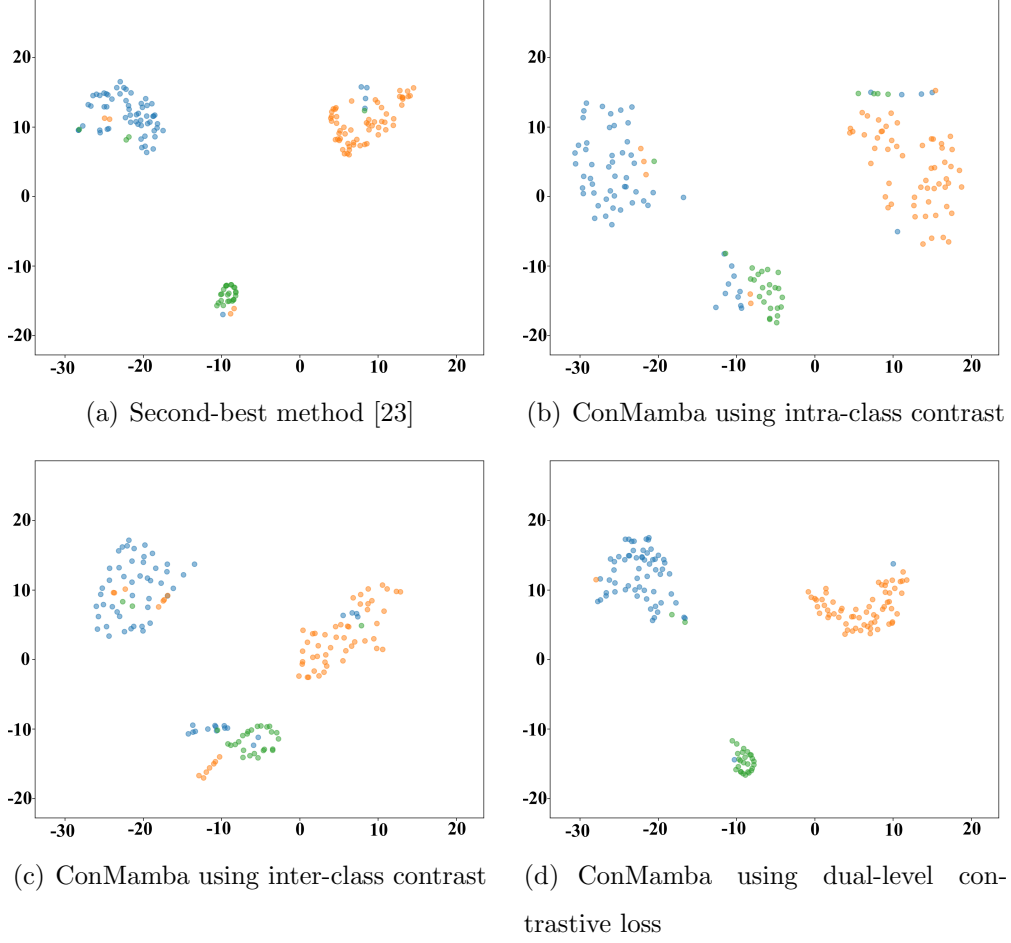 20
10
0
-10
-20
-30 -20 -10 0 10 20
(a) Second-best method [23]
20
10
0
-10
-20
-30 -20 -10 0 10 20
(b) ConMamba using intra-class contrast
20
10
0
-10
-20
-30 -20 -10 0 10 20
(c) ConMamba using inter-class contrast
20
10
0
-10
-20
-30 -20 -10 0 10 20
(d) ConMamba using dual-level con-
trastive loss